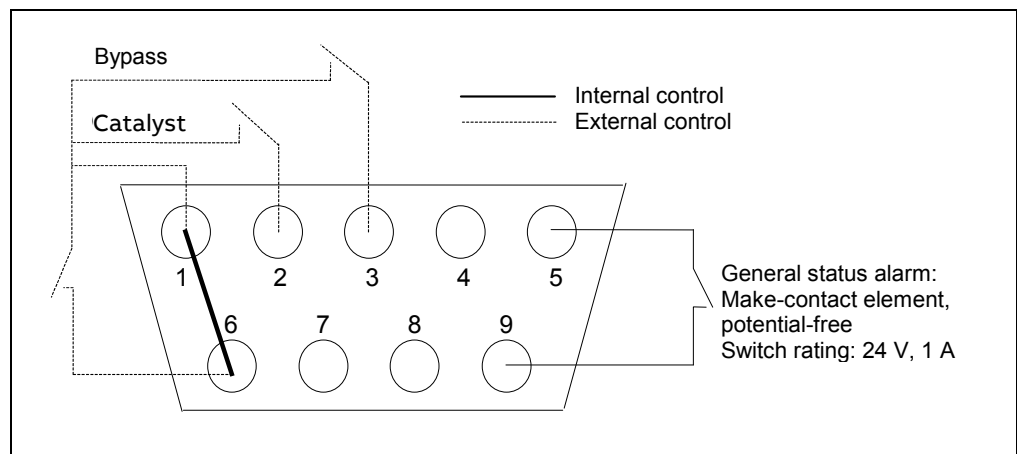 Bypass
Internal control
External control
Catalyst
1 2 3 4 5
General status alarm:
Make-contact element,
potential-free
Switch rating: 24 V, 1 A
6 7 8 9